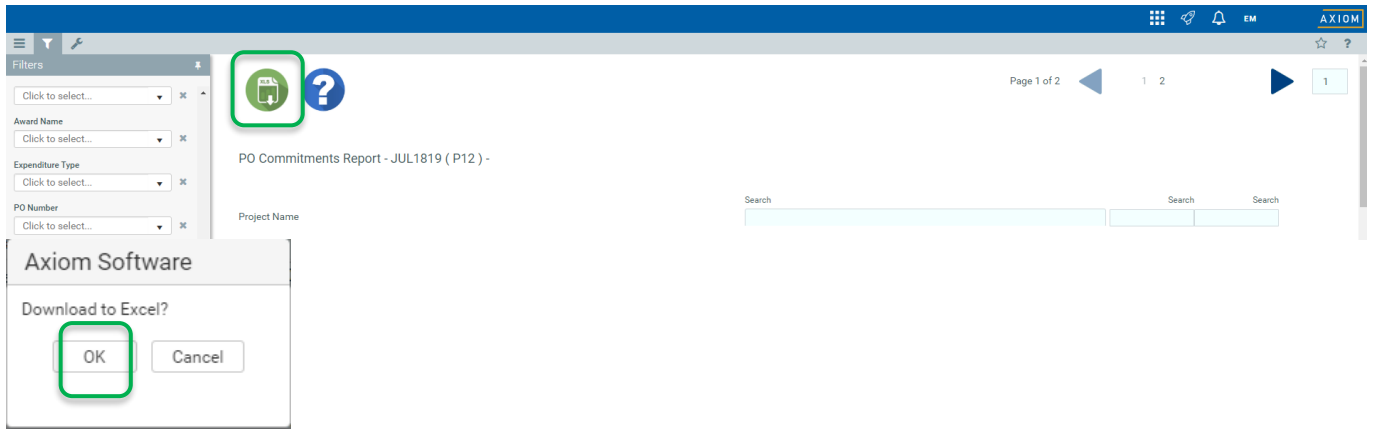 EM
AXIOM
?
Filters
Click to select...
Award Name
Click to select...
Expenditure Type
Click to select...
PO Number
Click to select...
XLS
?
Page 1 of 2
1 2
1
PO Commitments Report - JUL1819 ( P12 ) -
Search
Search
Search
Project Name
Axiom Software
Download to Excel?
OK
Cancel